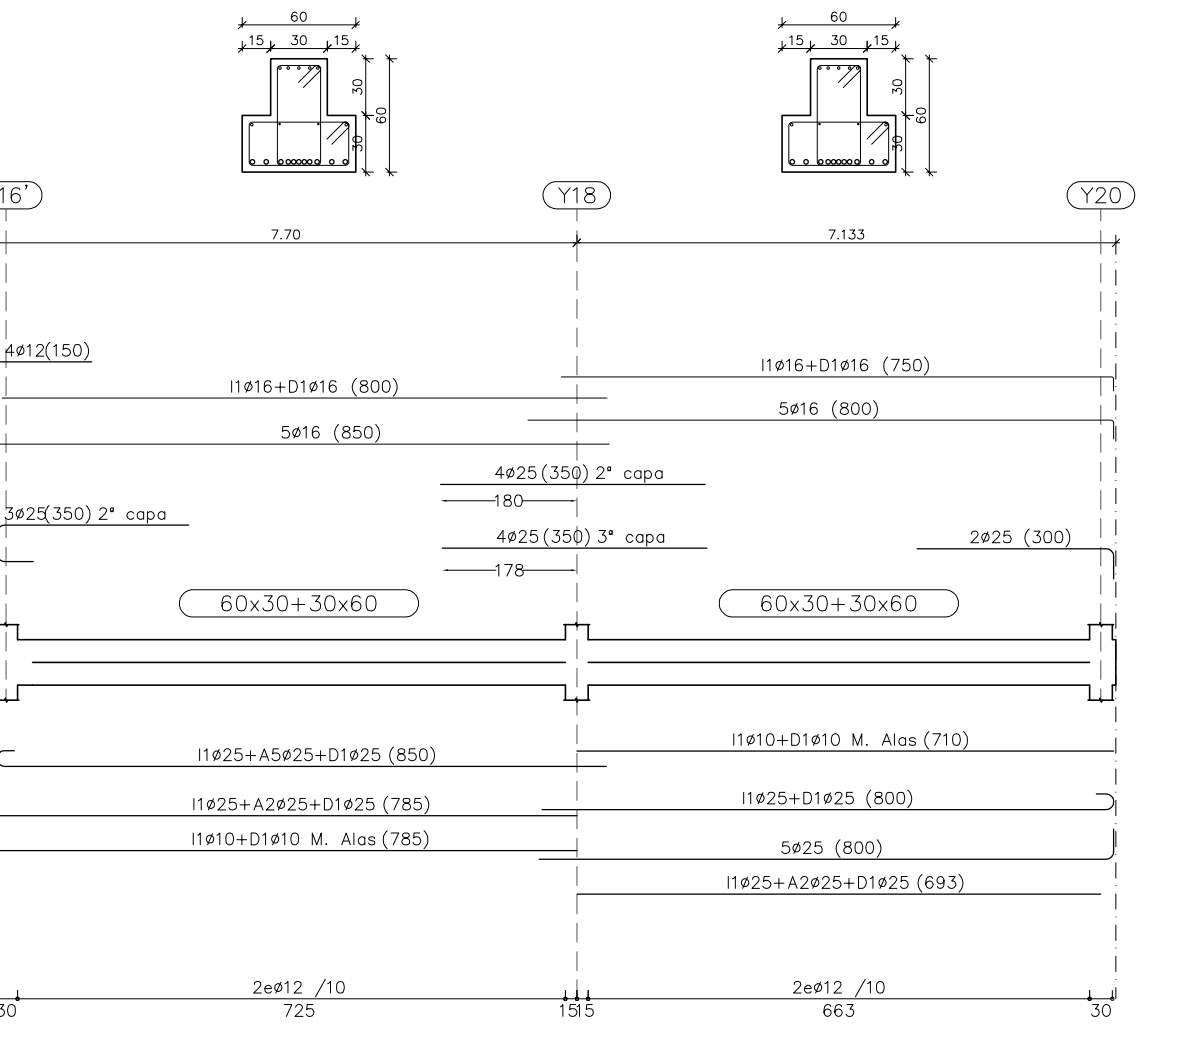 60
60
15 30 15
15 30 15
30
60
30
30
60
30
16'
Y18
Y20
7.70
7.133
4ø12(150)
I1ø16+D1ø16 (750)
I1ø16+D1ø16 (800)
5ø16 (800)
5ø16 (850)
4ø25(350) 2ª capa
180
3ø25(350) 2ª capa
4ø25(350) 3ª capa
2ø25 (300)
178
60x30+30x60
60x30+30x60
I1ø10+D1ø10 M. Alas (710)
I1ø25+A5ø25+D1ø25 (850)
I1ø25+D1ø25 (800)
I1ø25+A2ø25+D1ø25 (785)
I1ø10+D1ø10 M. Alas (785)
5ø25 (800)
I1ø25+A2ø25+D1ø25 (693)
2eø12 /10
2eø12 /10
30 725 15 15 663 30